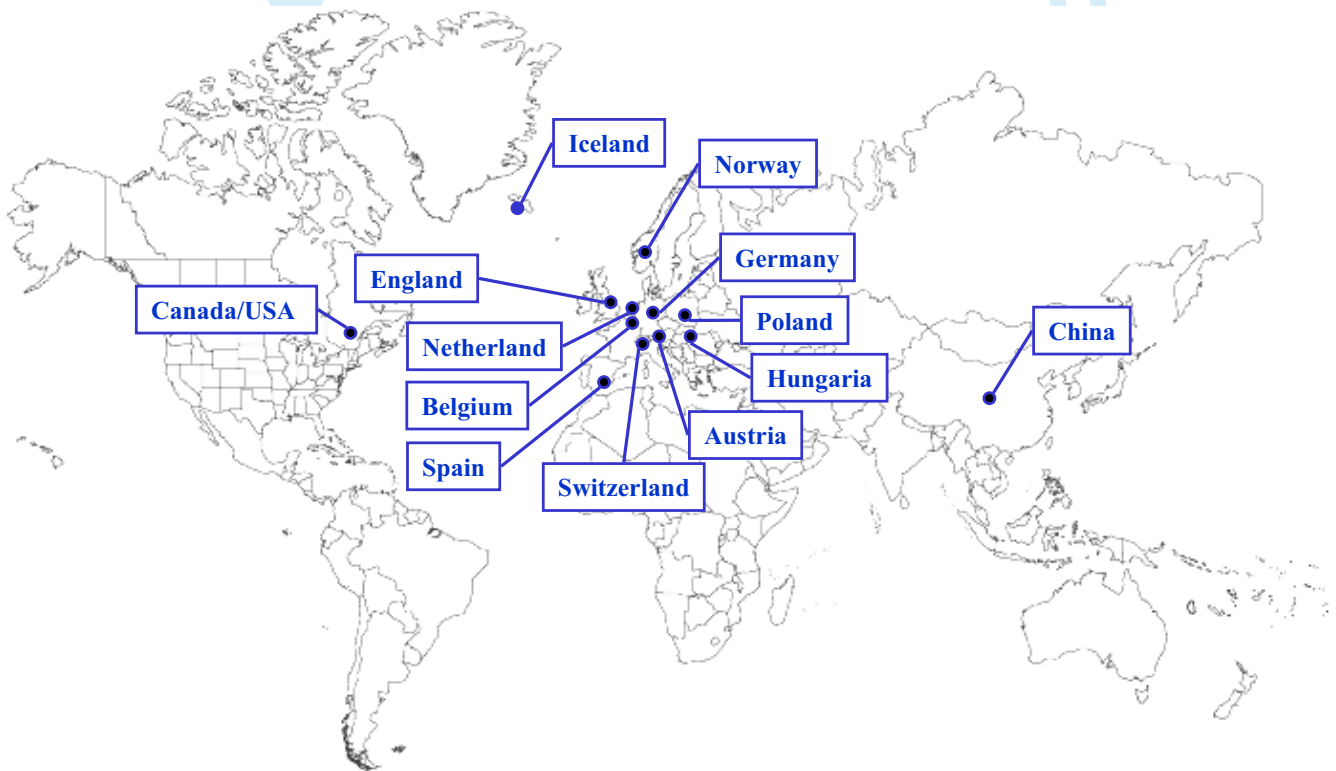 Iceland
Norway
Germany
England
Canada/USA
Poland
China
Netherland
Hungaria
Belgium
Austria
Spain
Switzerland